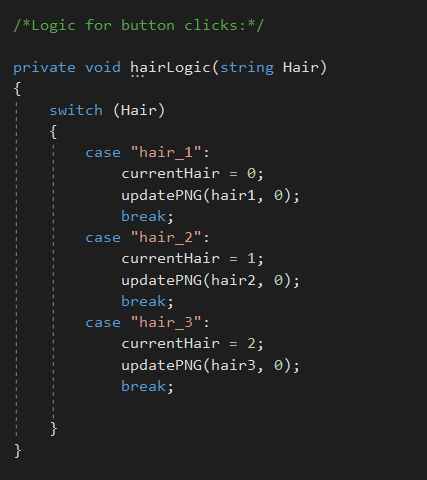 /*Logic for button clicks:*/
private void hairLogic(string Hair)
{
switch (Hair)
{
case "hair_1":
currentHair = 0;
updatePNG(hair1, 0);
break;
case "hair_2":
currentHair = 1;
updatePNG(hair2, 0);
break;
case "hair_3":
currentHair = 2;
updatePNG(hair3, 0);
break;
}
}